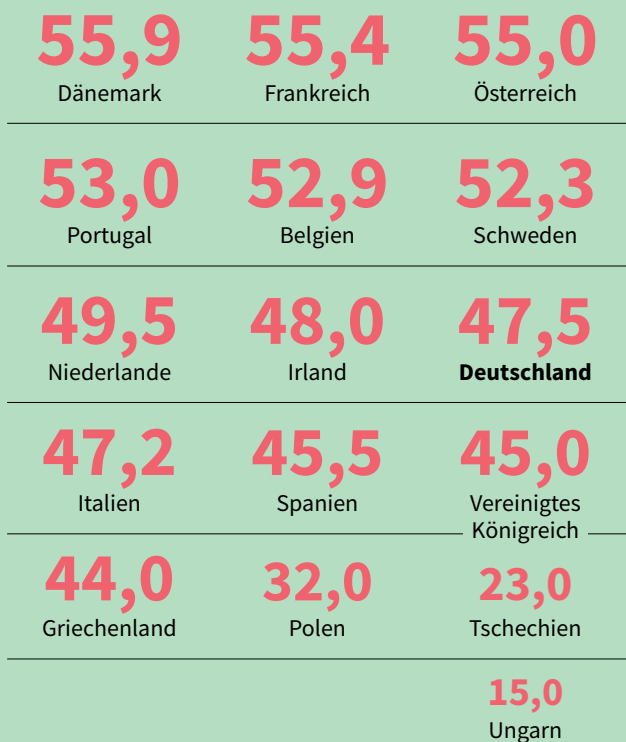 55,9 55,4 55,0
Dänemark Frankreich Österreich
53,0 52,9 52,3
Portugal Belgien Schweden
49,5 48,0 47,5
Niederlande Irland Deutschland
47,2 45,5 45,0
Italien Spanien Vereinigtes
Königreich
44,0 32,0 23,0
Griechenland Polen Tschechien
15,0
Ungarn